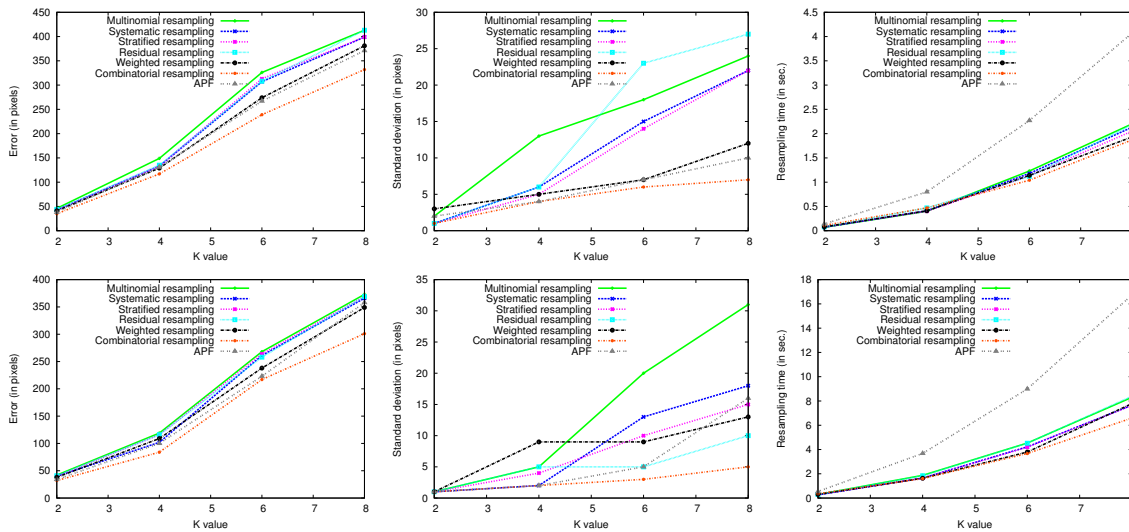 Error (in pixels)
450
400
350
300
250
200
150
100
50
0
2 3 4 5 6 7 8
K value
Multinomial resampling
Systematic resampling
Stratified resampling
Residual resampling
Weighted resampling
Combinatorial resampling
APF
Standard deviation (in pixels)
30
25
20
15
10
5
0
2 3 4 5 6 7 8
K value
Multinomial resampling
Systematic resampling
Stratified resampling
Residual resampling
Weighted resampling
Combinatorial resampling
APF
Resampling time (in sec.)
4.5
4
3.5
3
2.5
2
1.5
1
0.5
0
2 3 4 5 6 7
K value
Multinomial resampling
Systematic resampling
Stratified resampling
Residual resampling
Weighted resampling
Combinatorial resampling
APF
Error (in pixels)
400
350
300
250
200
150
100
50
0
2 3 4 5 6 7 8
K value
Multinomial resampling
Systematic resampling
Stratified resampling
Residual resampling
Weighted resampling
Combinatorial resampling
APF
Standard deviation (in pixels)
35
30
25
20
15
10
5
0
2 3 4 5 6 7 8
K value
Multinomial resampling
Systematic resampling
Stratified resampling
Residual resampling
Weighted resampling
Combinatorial resampling
APF
Resampling time (in sec.)
18
16
14
12
10
8
6
4
2
0
2 3 4 5 6 7
K value
Multinomial resampling
Systematic resampling
Stratified resampling
Residual resampling
Weighted resampling
Combinatorial resampling
APF